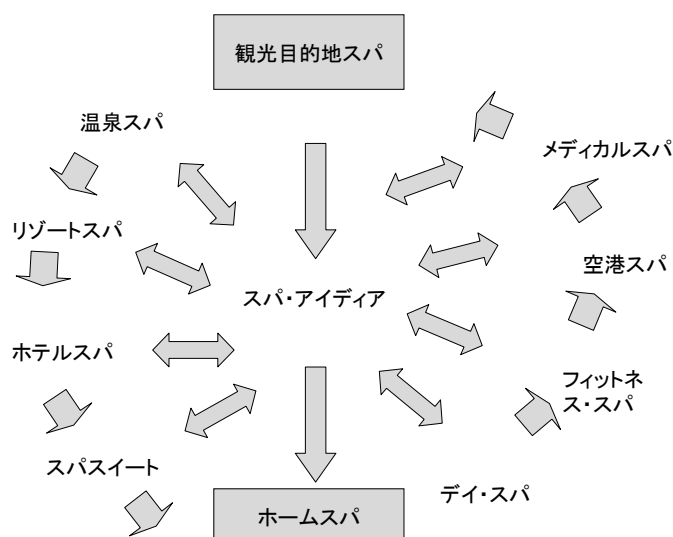 観光目的地スパ
温泉スパ
メディカルスパ
リゾートスパ
空港スパ
スパ・アイディア
ホテルスパ
フィットネ
ス・スパ
スパスイート
デイ・スパ
ホームスパ